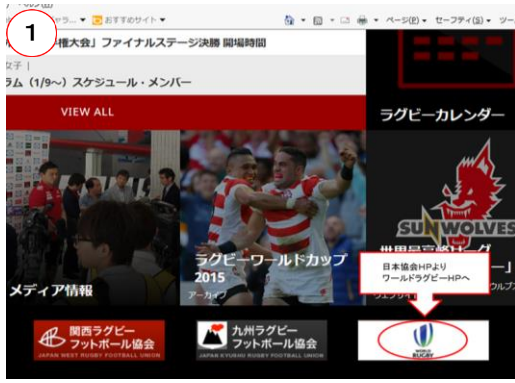 1
おすすめサイト
ページ(P)
セーフティ(S)
権大会」ファイナルステージ決勝 開場時間
女子 |
ラム（1/9～）スケジュール・メンバー
VIEW ALL
ラグビーカレンダー
メディア情報
ラグビーワールドカップ
2015
アーカイブ
SUNWOLVES
日本協会HPより
ワールドラグビーHPへ
関西ラグビー
フットボール協会
JAPAN WEST RUGBY FOOTBALL UNION
九州ラグビー
フットボール協会
JAPAN KYUSHU RUGBY FOOTBALL UNION
WORLD
RUGBY